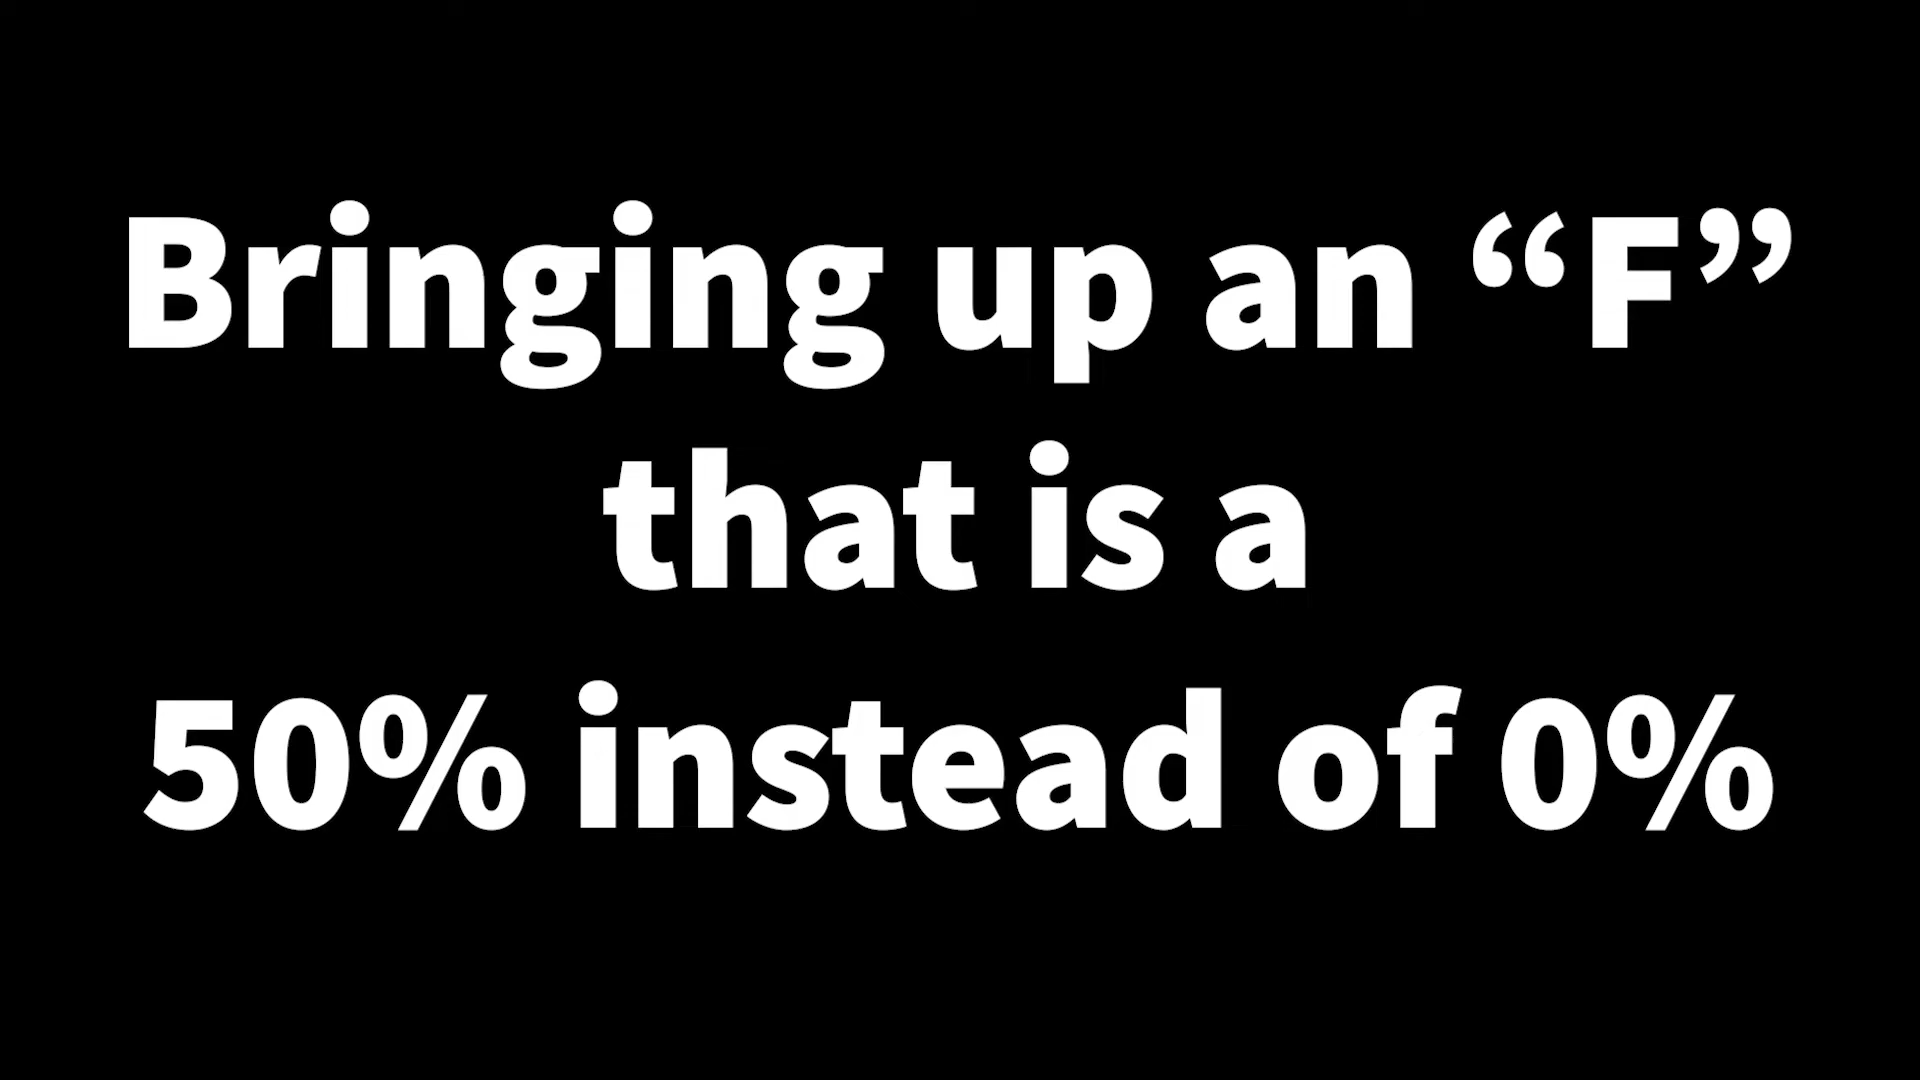 Bringing up an “F”
that is a
50% instead of 0%